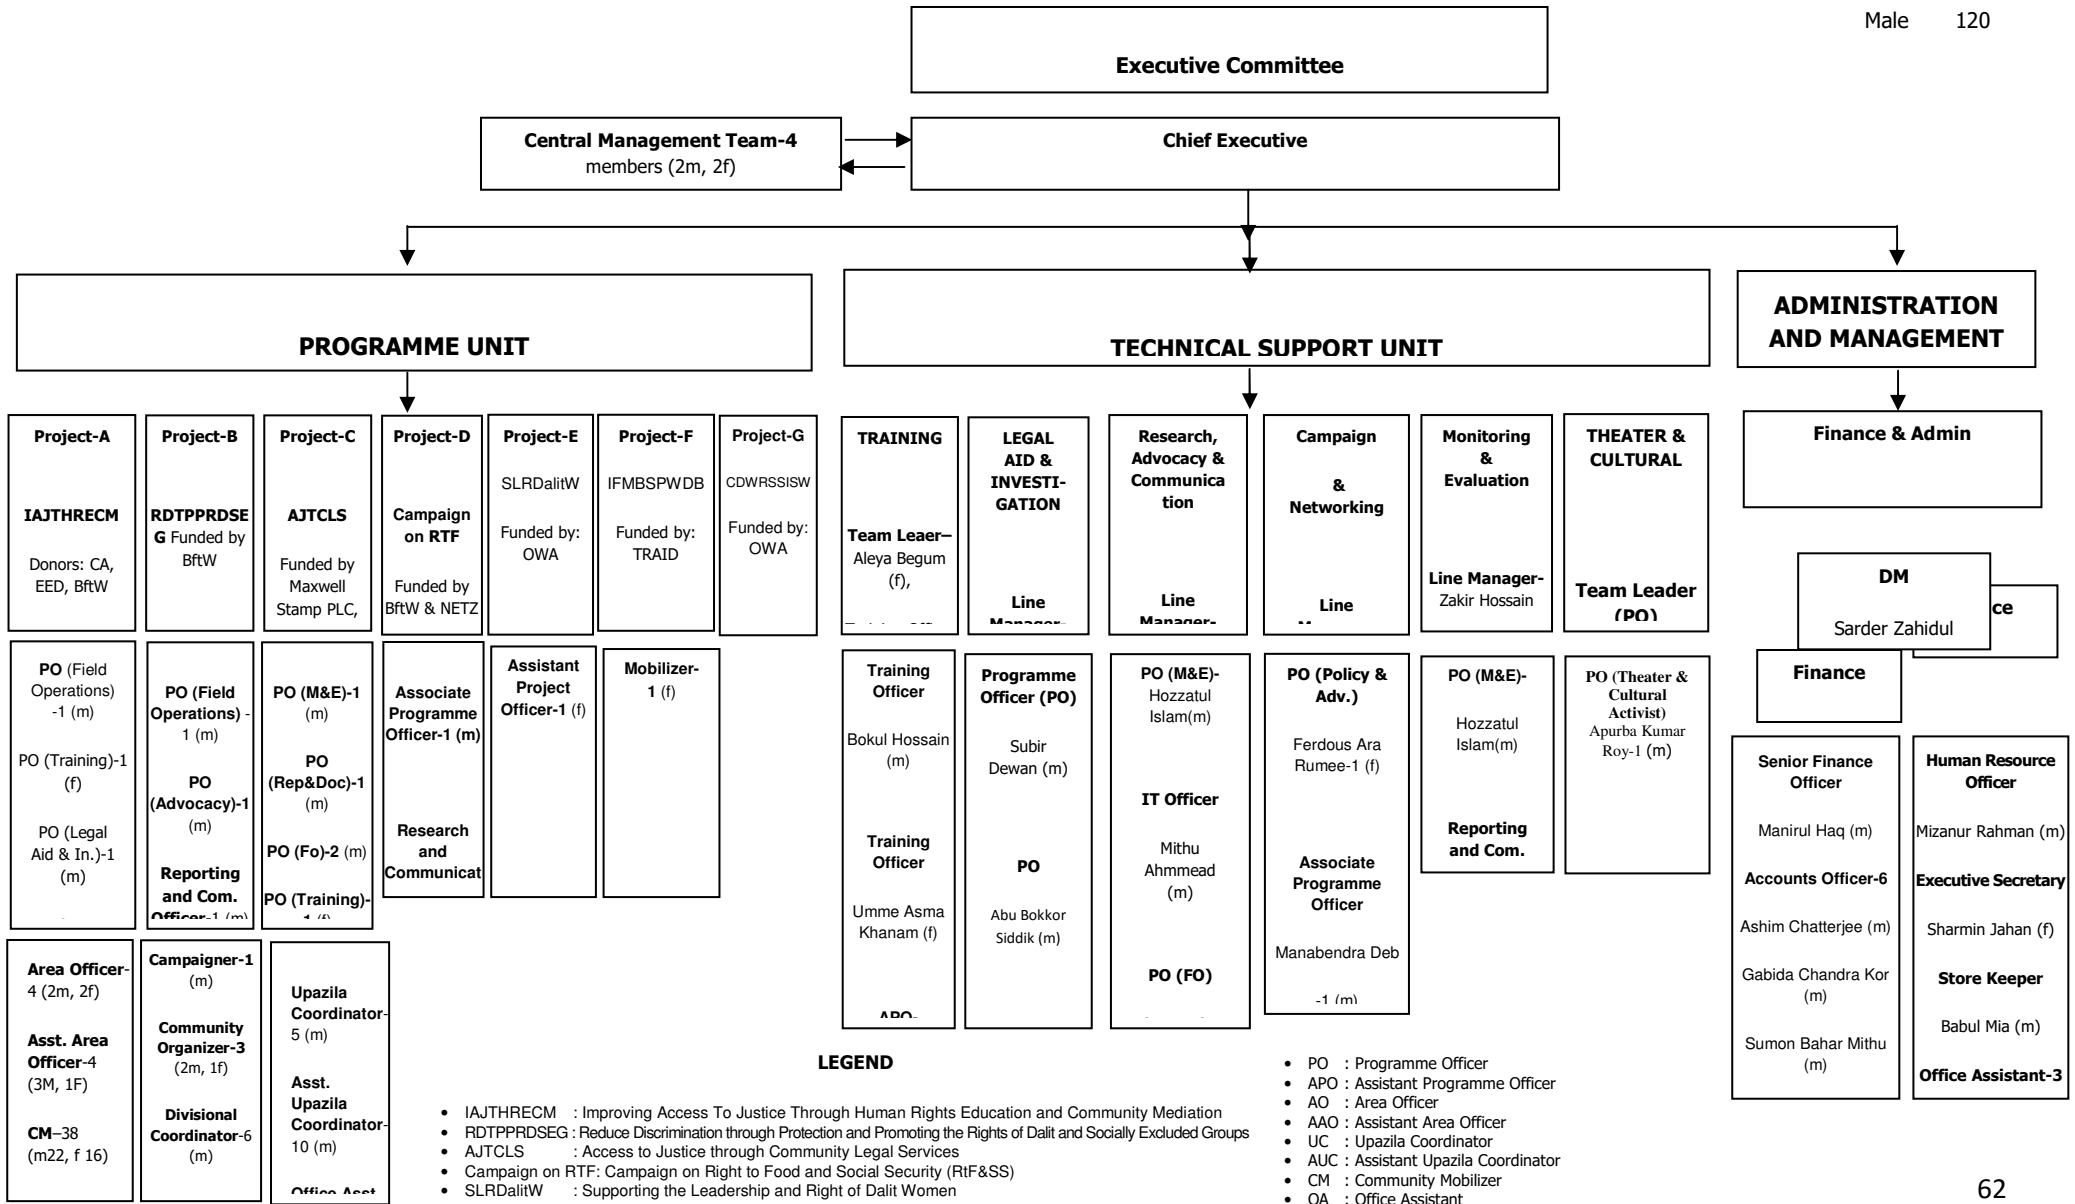 Male 120
Executive Committee
Central Management Team-4
members (2m, 2f)
Chief Executive
PROGRAMME UNIT
TECHNICAL SUPPORT UNIT
ADMINISTRATION
AND MANAGEMENT
Project-A
IAJTHRECM
Donors: CA,
EED, BftW
Project-B
RDTPPRDSE
G Funded by
BftW
Project-C
AJTCLS
Funded by
Maxwell
Stamp PLC,
Project-D
Campaign
on RTF
Funded by
BftW & NETZ
Project-E
SLRDalitW
Funded by:
OWA
Project-F
IFMBSPWDB
Funded by:
TRAID
Project-G
CDWRSSISW
Funded by:
OWA
TRAINING
Team Leaer–
Aleya Begum
(f),
LEGAL
AID &
INVESTI-
GATION
Line
Manager-
Research,
Advocacy &
Communica
tion
Line
Manager-
Campaign
&
Networking
Line
Monitoring
&
Evaluation
Line Manager-
Zakir Hossain
THEATER &
CULTURAL
Team Leader
(PO)
Finance & Admin
DM
Sarder Zahidul
ce
Finance
PO (Field
Operations)
-1 (m)
PO (Training)-1
(f)
PO (Legal
Aid & In.)-1
(m)
PO (Field
Operations) -
1 (m)
PO
(Advocacy)-1
(m)
Reporting
and Com.
Officer-1 (m)
PO (M&E)-1
(m)
PO
(Rep&Doc)-1
(m)
PO (Fo)-2 (m)
PO (Training)-
1 (f)
Associate
Programme
Officer-1 (m)
Research
and
Communicat
Assistant
Project
Officer-1 (f)
Mobilizer-
1 (f)
Training
Officer
Bokul Hossain
(m)
Training
Officer
Umme Asma
Khanam (f)
APO-
Programme
Officer (PO)
Subir
Dewan (m)
PO
Abu Bokkor
Siddik (m)
PO (M&E)-
Hozzatul
Islam(m)
IT Officer
Mithu
Ahmmead
(m)
PO (FO)
PO (Policy &
Adv.)
Ferdous Ara
Rumee-1 (f)
Associate
Programme
Officer
Manabendra Deb
-1 (m)
PO (M&E)-
Hozzatul
Islam(m)
Reporting
and Com.
PO (Theater &
Cultural
Activist)
Apurba Kumar
Roy-1 (m)
Senior Finance
Officer
Manirul Haq (m)
Accounts Officer-6
Ashim Chatterjee (m)
Gabida Chandra Kor
(m)
Sumon Bahar Mithu
(m)
Human Resource
Officer
Mizanur Rahman (m)
Executive Secretary
Sharmin Jahan (f)
Store Keeper
Babul Mia (m)
Office Assistant-3
Area Officer-
4 (2m, 2f)
Asst. Area
Officer-4
(3M, 1F)
CM–38
(m22, f 16)
Campaigner-1
(m)
Community
Organizer-3
(2m, 1f)
Divisional
Coordinator-6
(m)
Upazila
Coordinator-
5 (m)
Asst.
Upazila
Coordinator-
10 (m)
Office Asst
LEGEND
• IAJTHRECM : Improving Access To Justice Through Human Rights Education and Community Mediation
• RDTPPRDSEG : Reduce Discrimination through Protection and Promoting the Rights of Dalit and Socially Excluded Groups
• AJTCLS : Access to Justice through Community Legal Services
• Campaign on RTF: Campaign on Right to Food and Social Security (RtF&SS)
• SLRDalitW : Supporting the Leadership and Right of Dalit Women
• PO : Programme Officer
• APO : Assistant Programme Officer
• AO : Area Officer
• AAO : Assistant Area Officer
• UC : Upazila Coordinator
• AUC : Assistant Upazila Coordinator
• CM : Community Mobilizer
• OA : Office Assistant
62